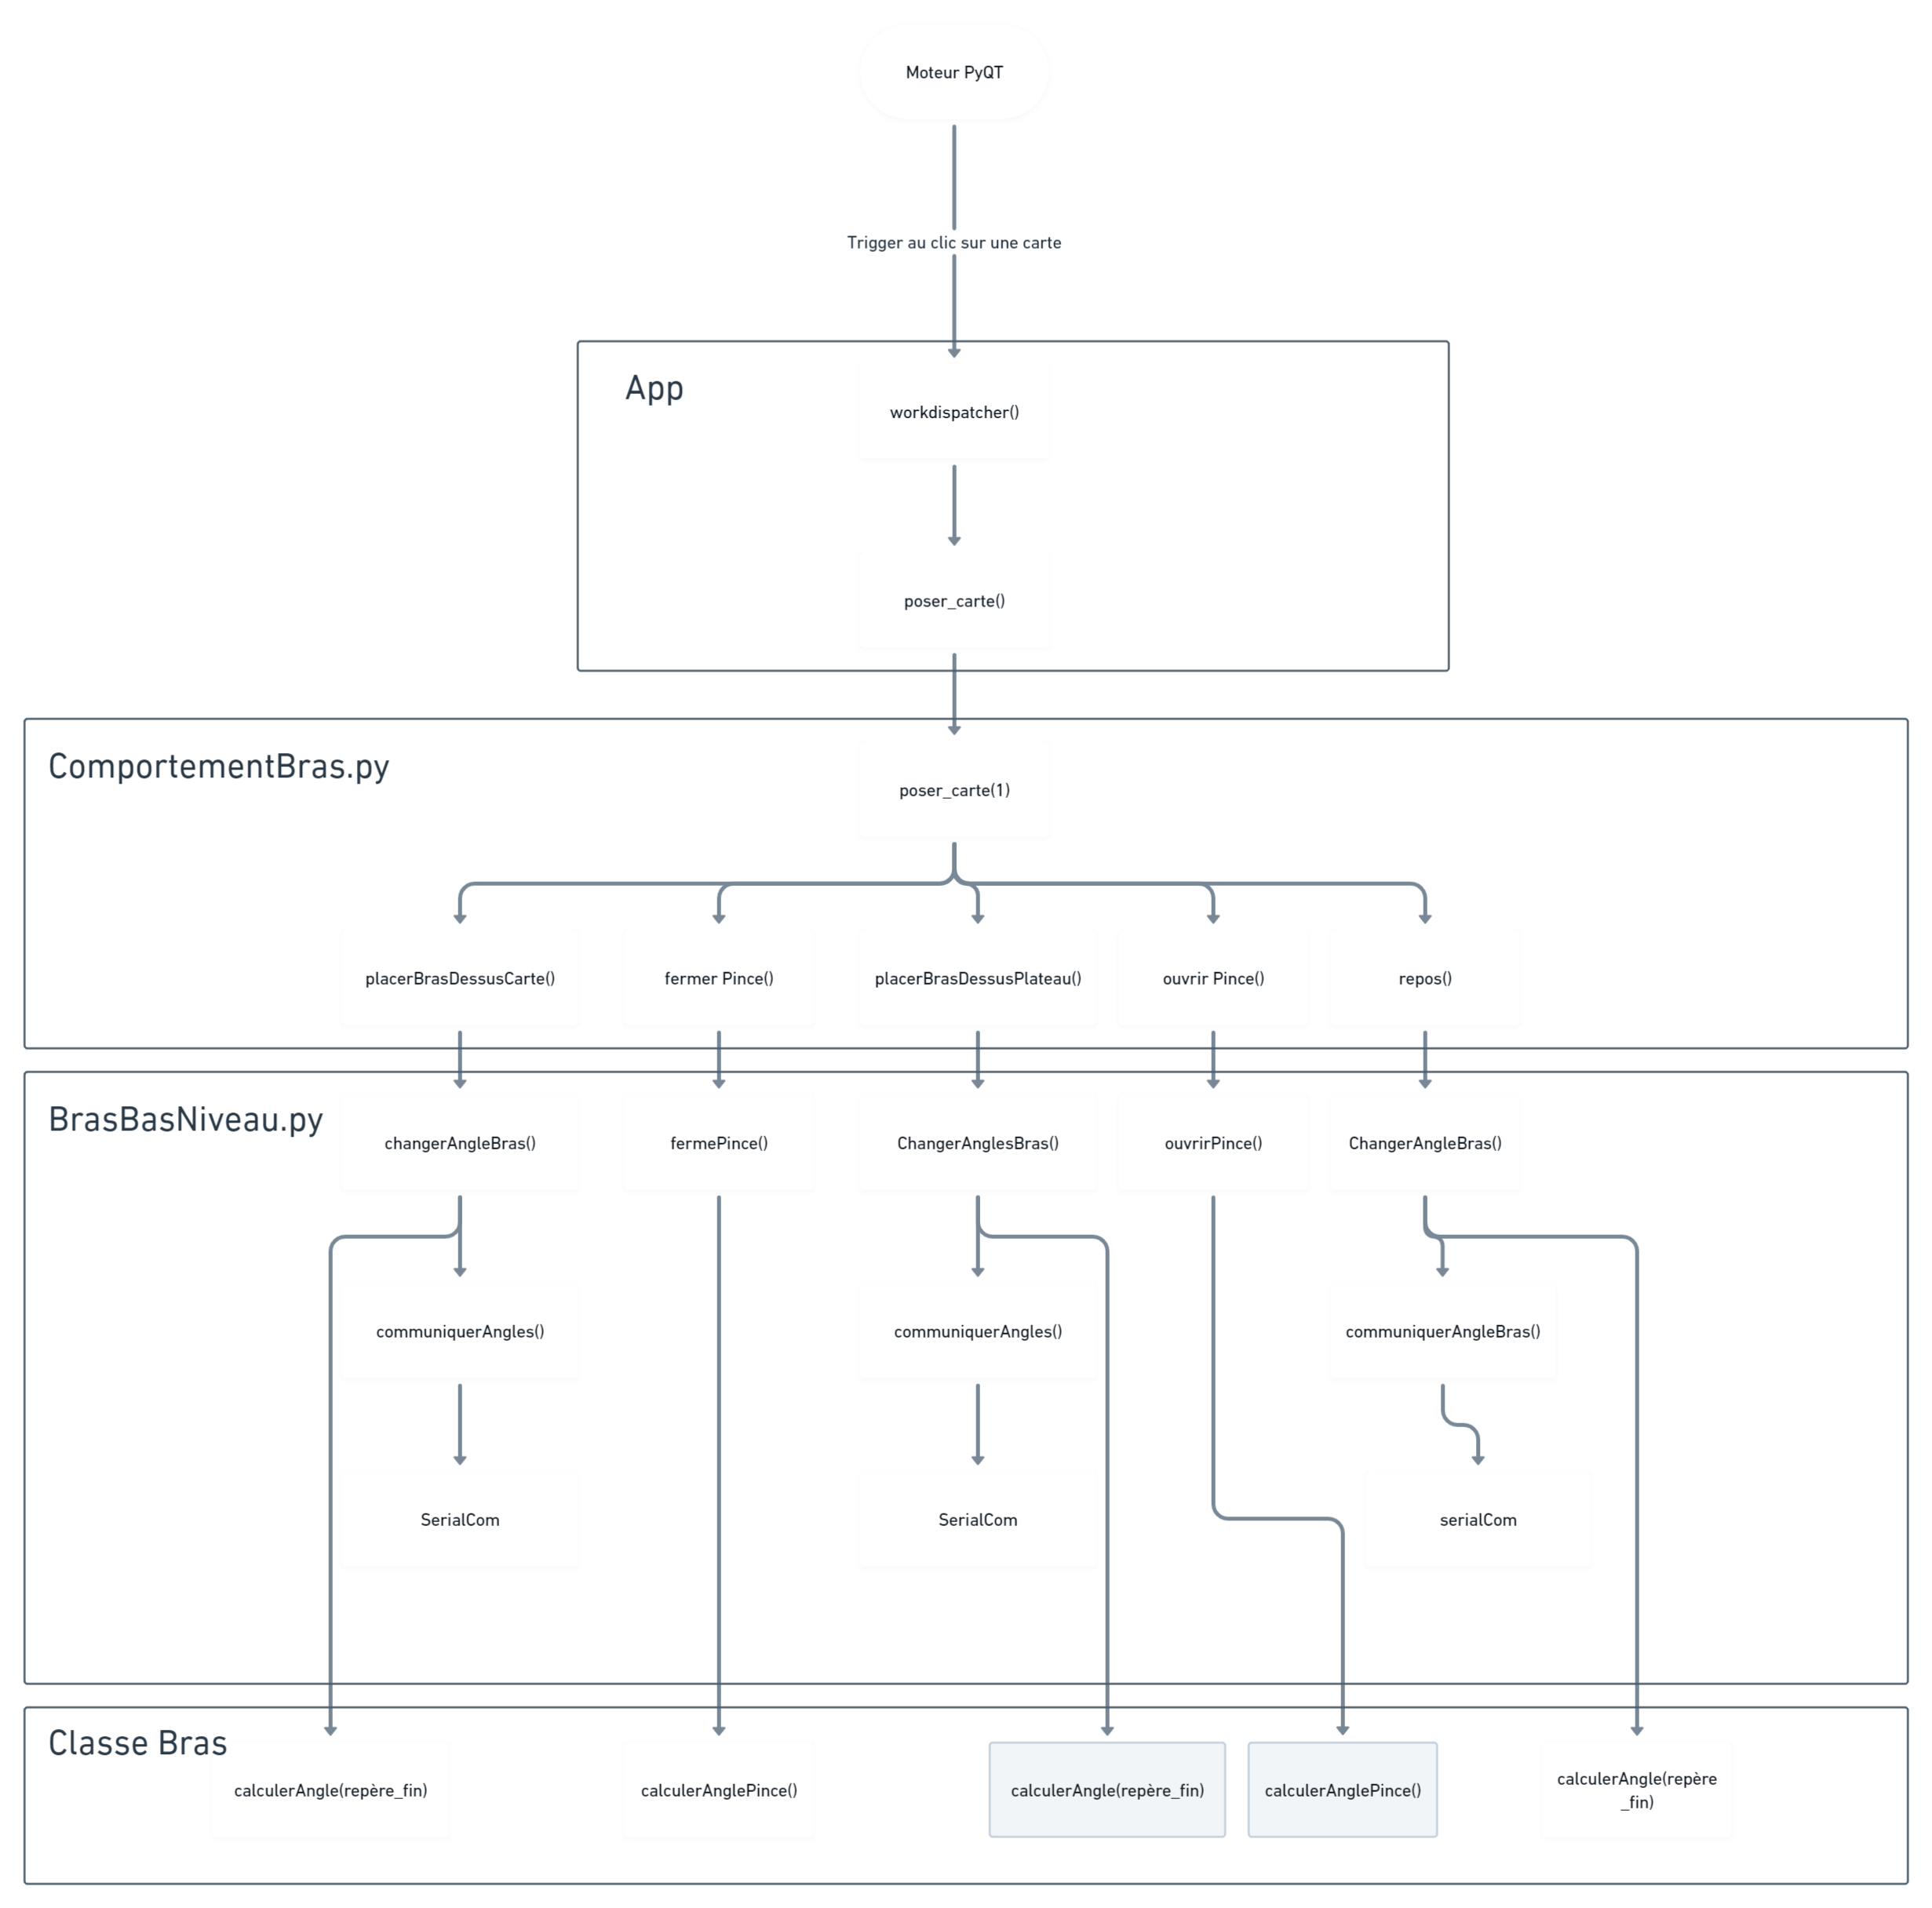 Moteur PyQT
Trigger au clic sur une carte
App
workdispatcher()
poser_carte()
ComportementBras.py
poser_carte(1)
placerBrasDessusCarte()
fermer Pince()
placerBrasDessusPlateau()
ouvrir Pince()
repos()
BrasBasNiveau.py
changerAngleBras()
fermePince()
ChangerAnglesBras()
ouvrirPince()
ChangerAngleBras()
communiquerAngles()
communiquerAngles()
communiquerAngleBras()
SerialCom
SerialCom
serialCom
Classe Bras
calculerAngle(repère_fin)
calculerAnglePince()
calculerAngle(repère_fin)
calculerAnglePince()
calculerAngle(repère
_fin)